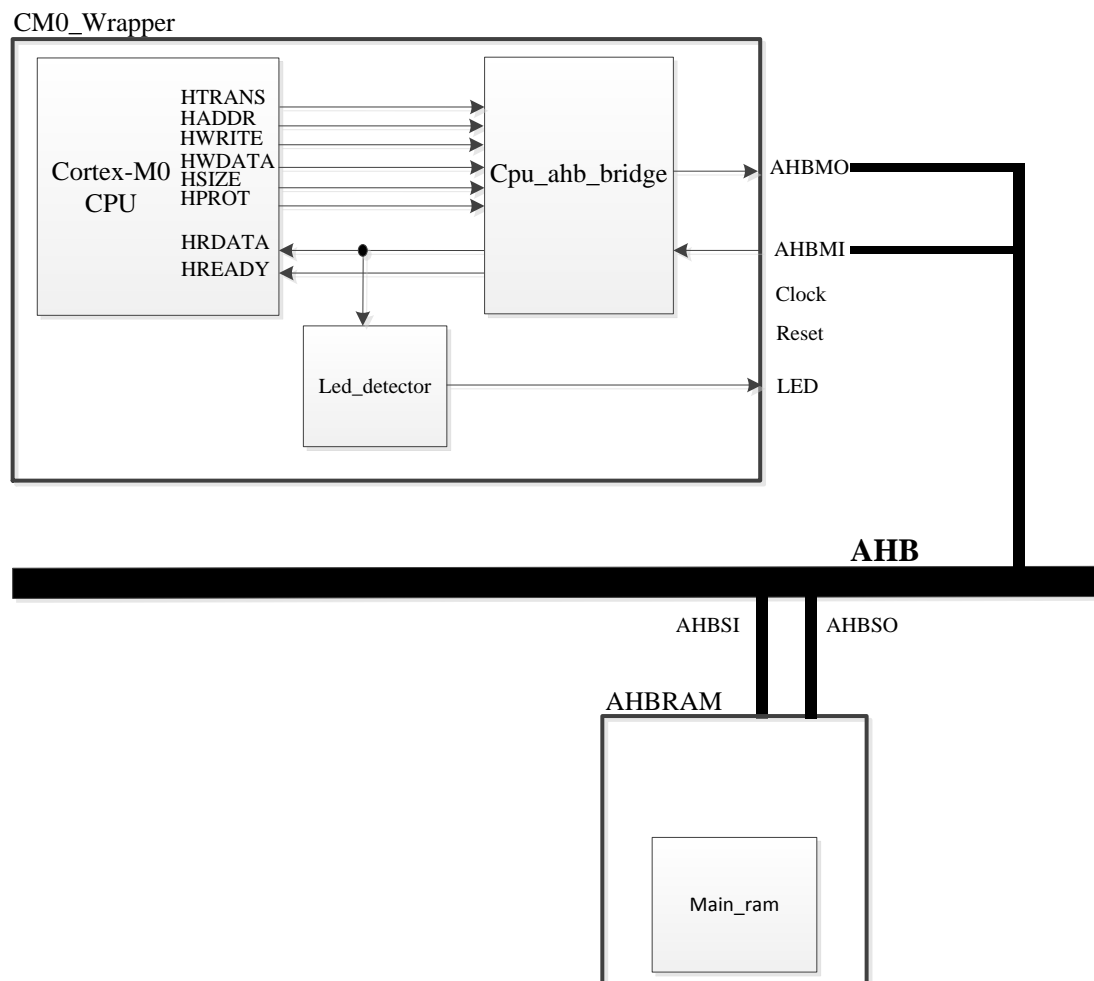 CM0_Wrapper
HTRANS
HADDR
HWRITE
HWDATA
HSIZE
HPROT
HRDATA
HREADY
Cortex-M0
CPU
Cpu_ahb_bridge
Led_detector
AHBMO
AHBMI
Clock
Reset
LED
AHB
AHBSI
AHBSO
AHBRAM
Main_ram